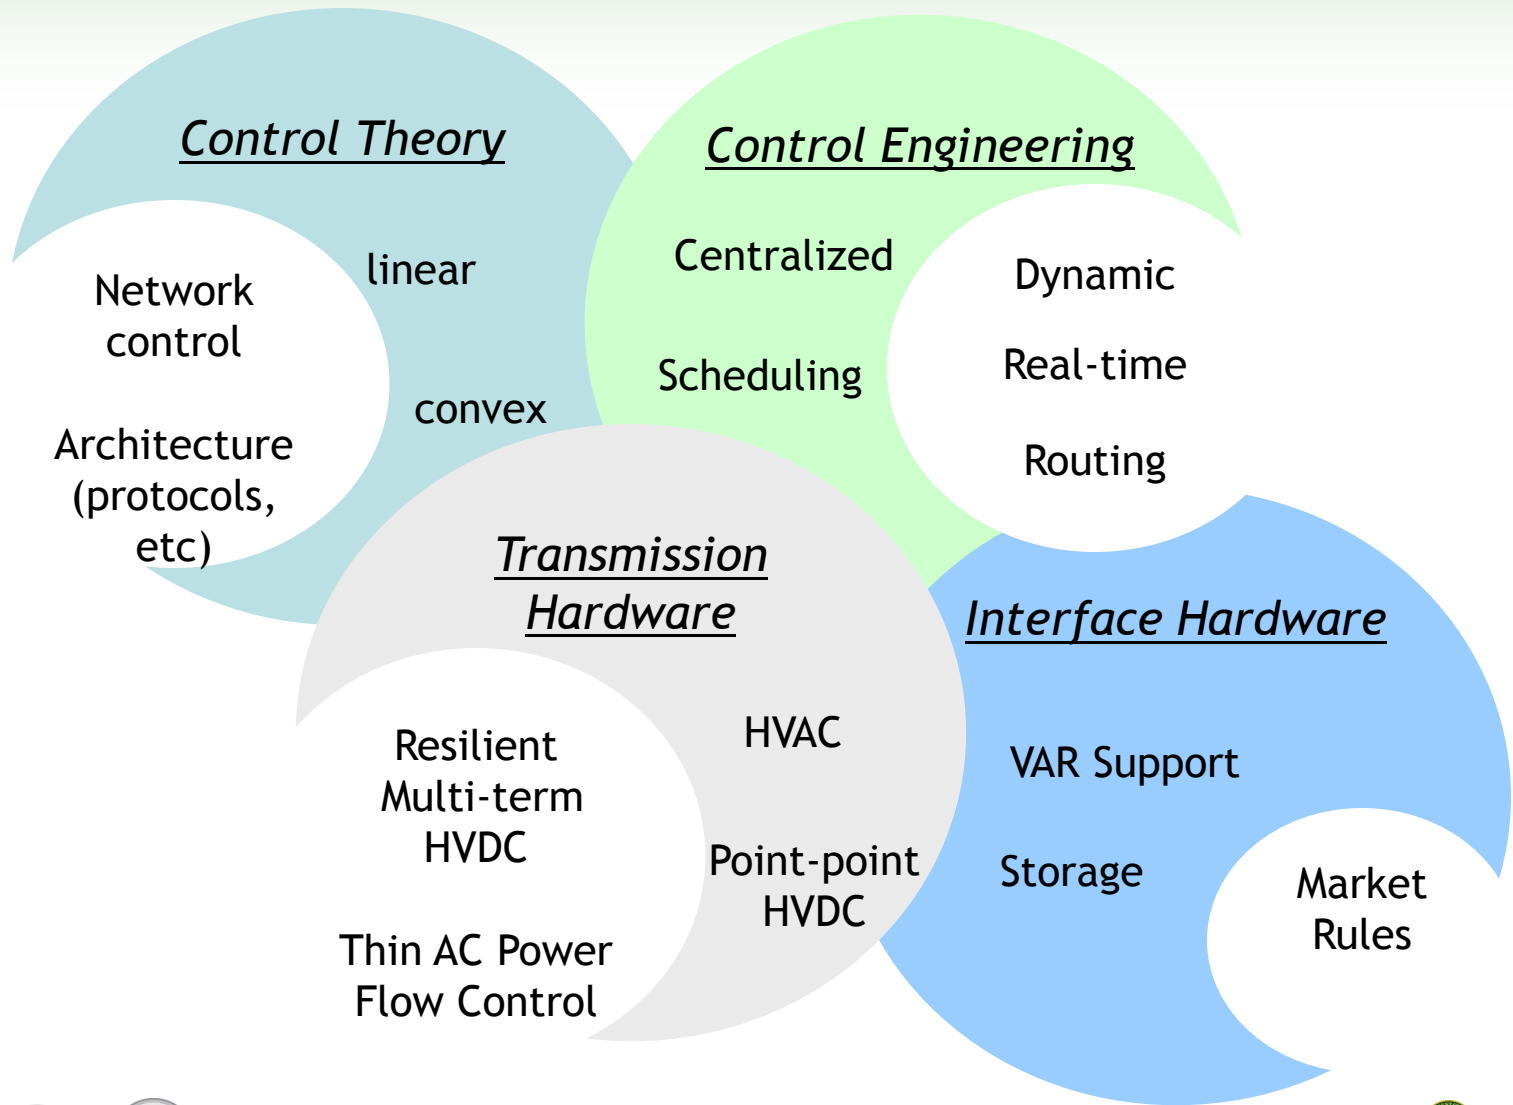 Control Theory
linear
convex
Network
control
Architecture
(protocols,
etc)
Control Engineering
Centralized
Scheduling
Dynamic
Real-time
Routing
Transmission
Hardware
HVAC
Point-point
HVDC
Resilient
Multi-term
HVDC
Thin AC Power
Flow Control
Interface Hardware
VAR Support
Storage
Market
Rules